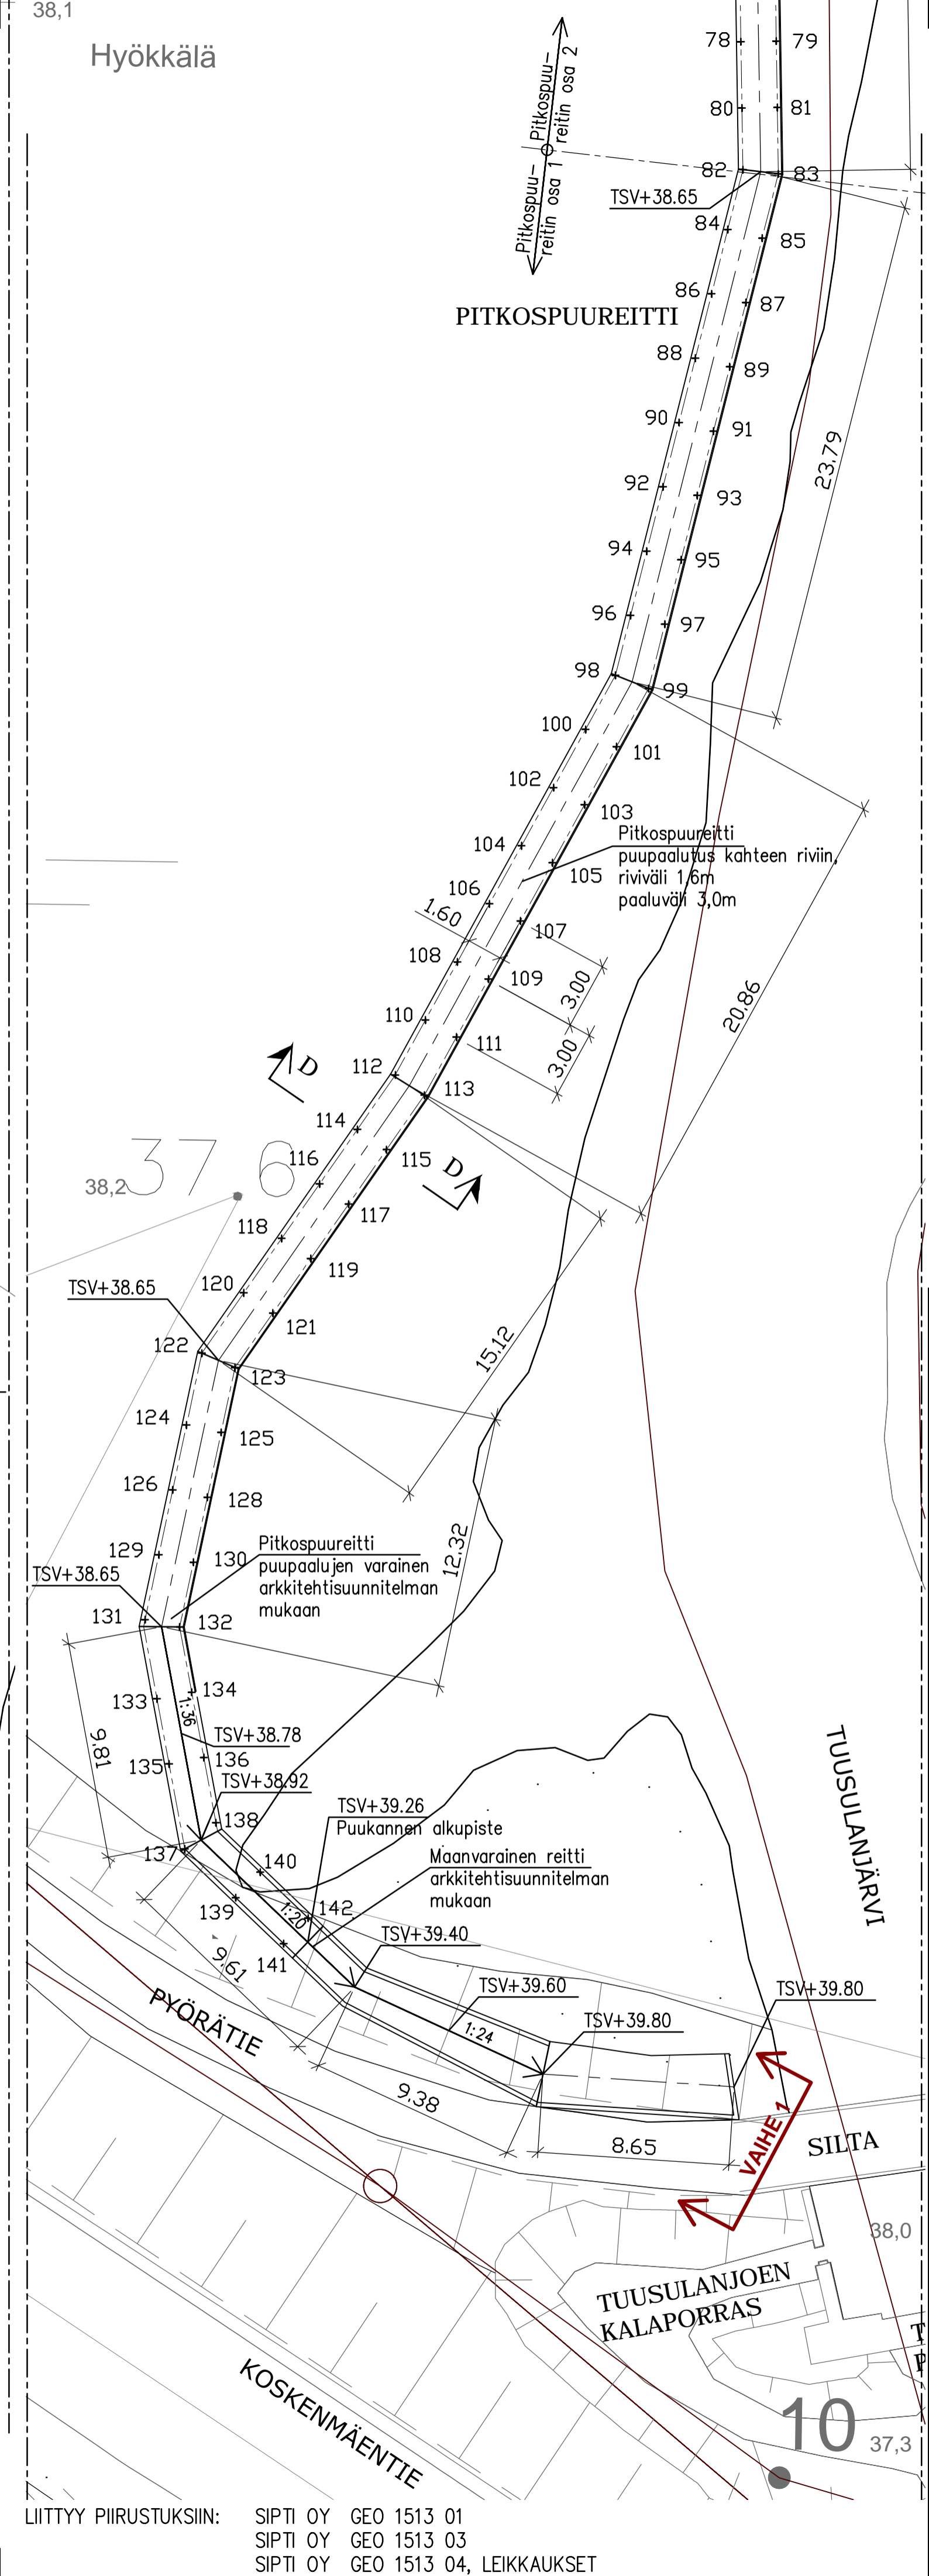 38,1
Hyökkälä
Pitkospuu-
reitin osa 2
Pitkospuu-
reitin osa 1
78
79
80
81
82
83
TSV+38.65
84
85
PITKOSPUUREITTI
86
87
88
89
90
91
23.79
92
93
94
95
96
97
98
99
100
101
102
103
104
Pitkospuureitti
puupaalutus kahteen riviin,
riviväli 1,6m
paaluväli 3,0m
105
106
1.60
107
108
109
3.00
20.86
110
111
3.00
D
112
113
114
115
D
376
38,2
116
117
118
119
TSV+38.65
120
121
15.12
122
123
124
125
126
128
12.32
129
130
Pitkospuureitti
puupaalujen varainen
arkkitehtisuunnitelman
mukaan
TSV+38.65
131
132
133
134
1:36
9.81
TSV+38.78
135
136
TSV+38.92
137
138
TSV+39.26
Puukannen alkupiste
Maanvarainen reitti
arkkitehtisuunnitelman
mukaan
TUUSULANJÄRVI
139
140
1:20
142
141
9.61
TSV+39.40
TSV+39.60
TSV+39.80
TSV+39.80
1:24
PYÖRÄTIE
9.38
8.65
VAIHE 1
SILTA
38,0
TUUSULANJOEN
KALAPORRAS
T
P
KOSKENMÄENTIE
10
37,3
LIITTYY PIIRUSTUKSIIN: SIPTI OY GEO 1513 01
SIPTI OY GEO 1513 03
SIPTI OY GEO 1513 04, LEIKKAUKSET